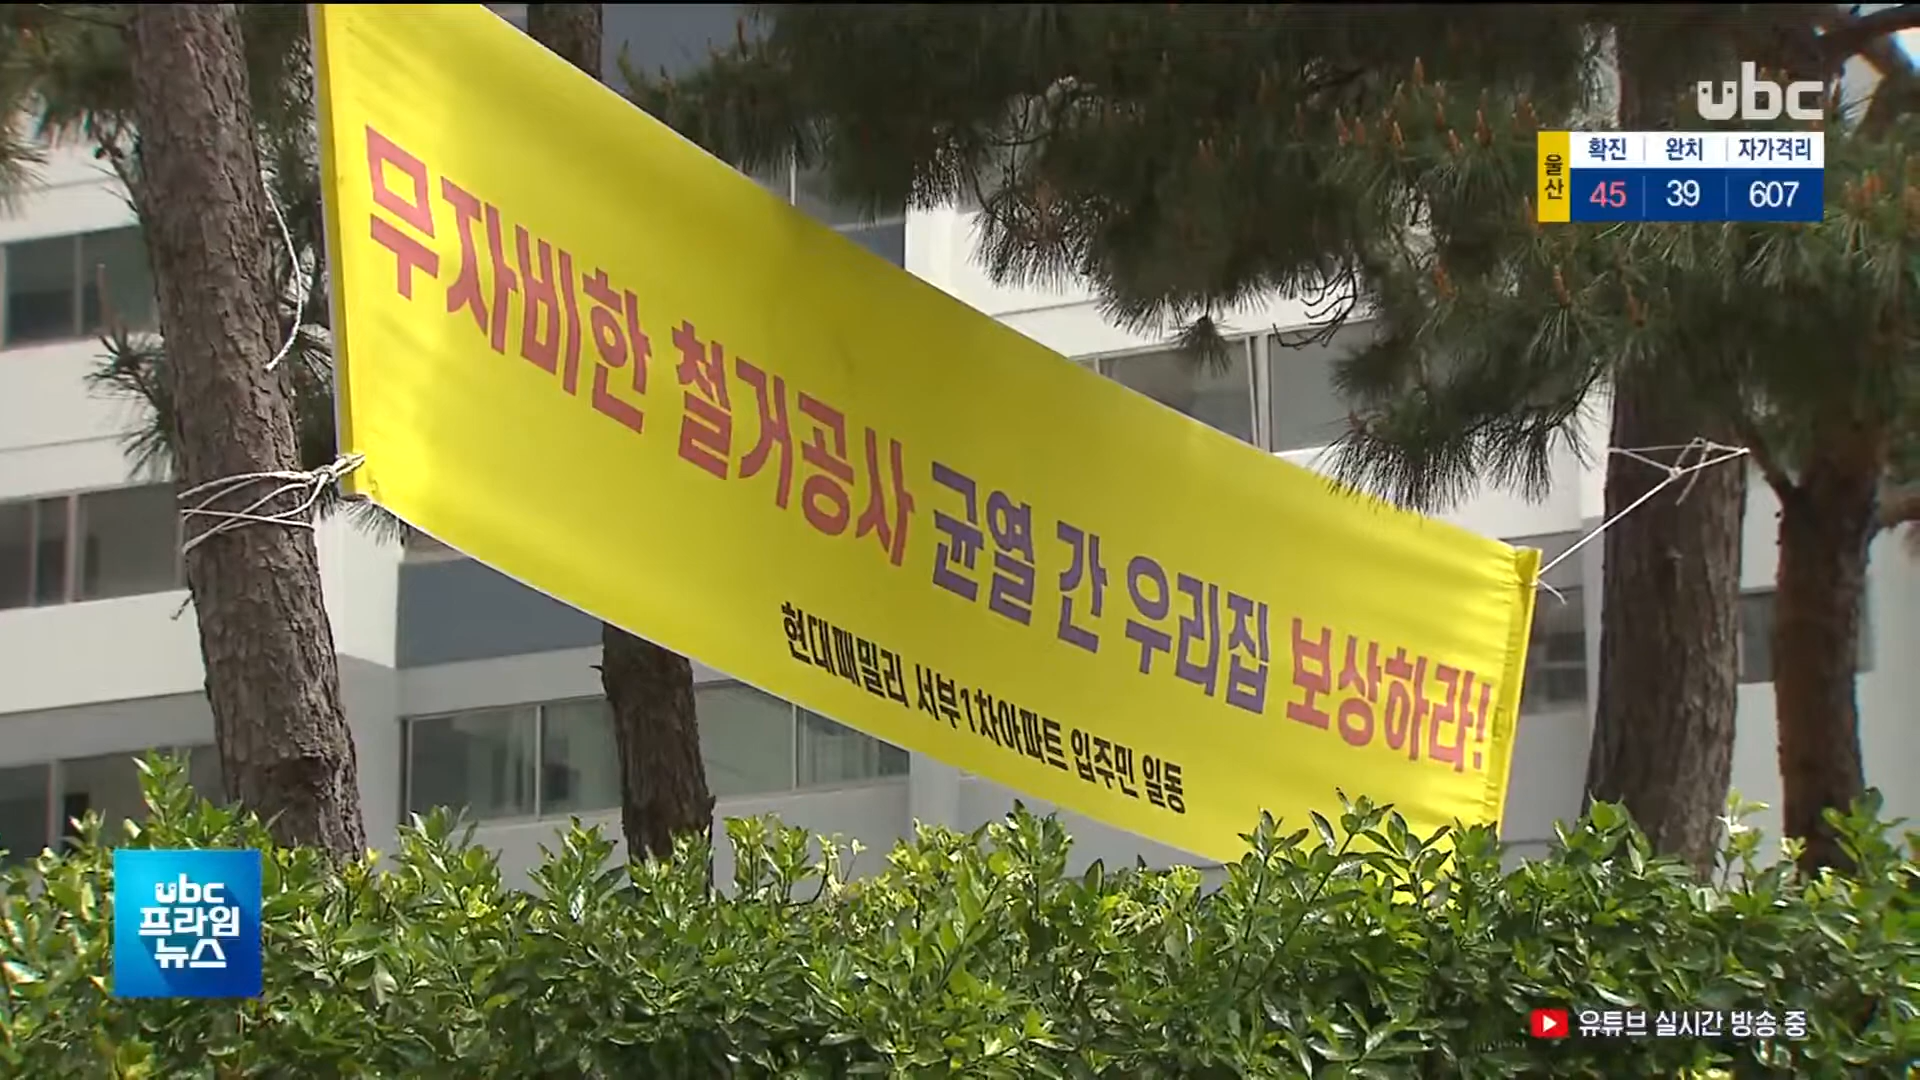 ubc
울산
확진 완치 자가격리
45 39 607
무자비한 철거공사 균열 간 우리집 보상하라!
현대패밀리 서부1차아파트 입주민 일동
ubc
프라임
뉴스
유튜브 실시간 방송 중